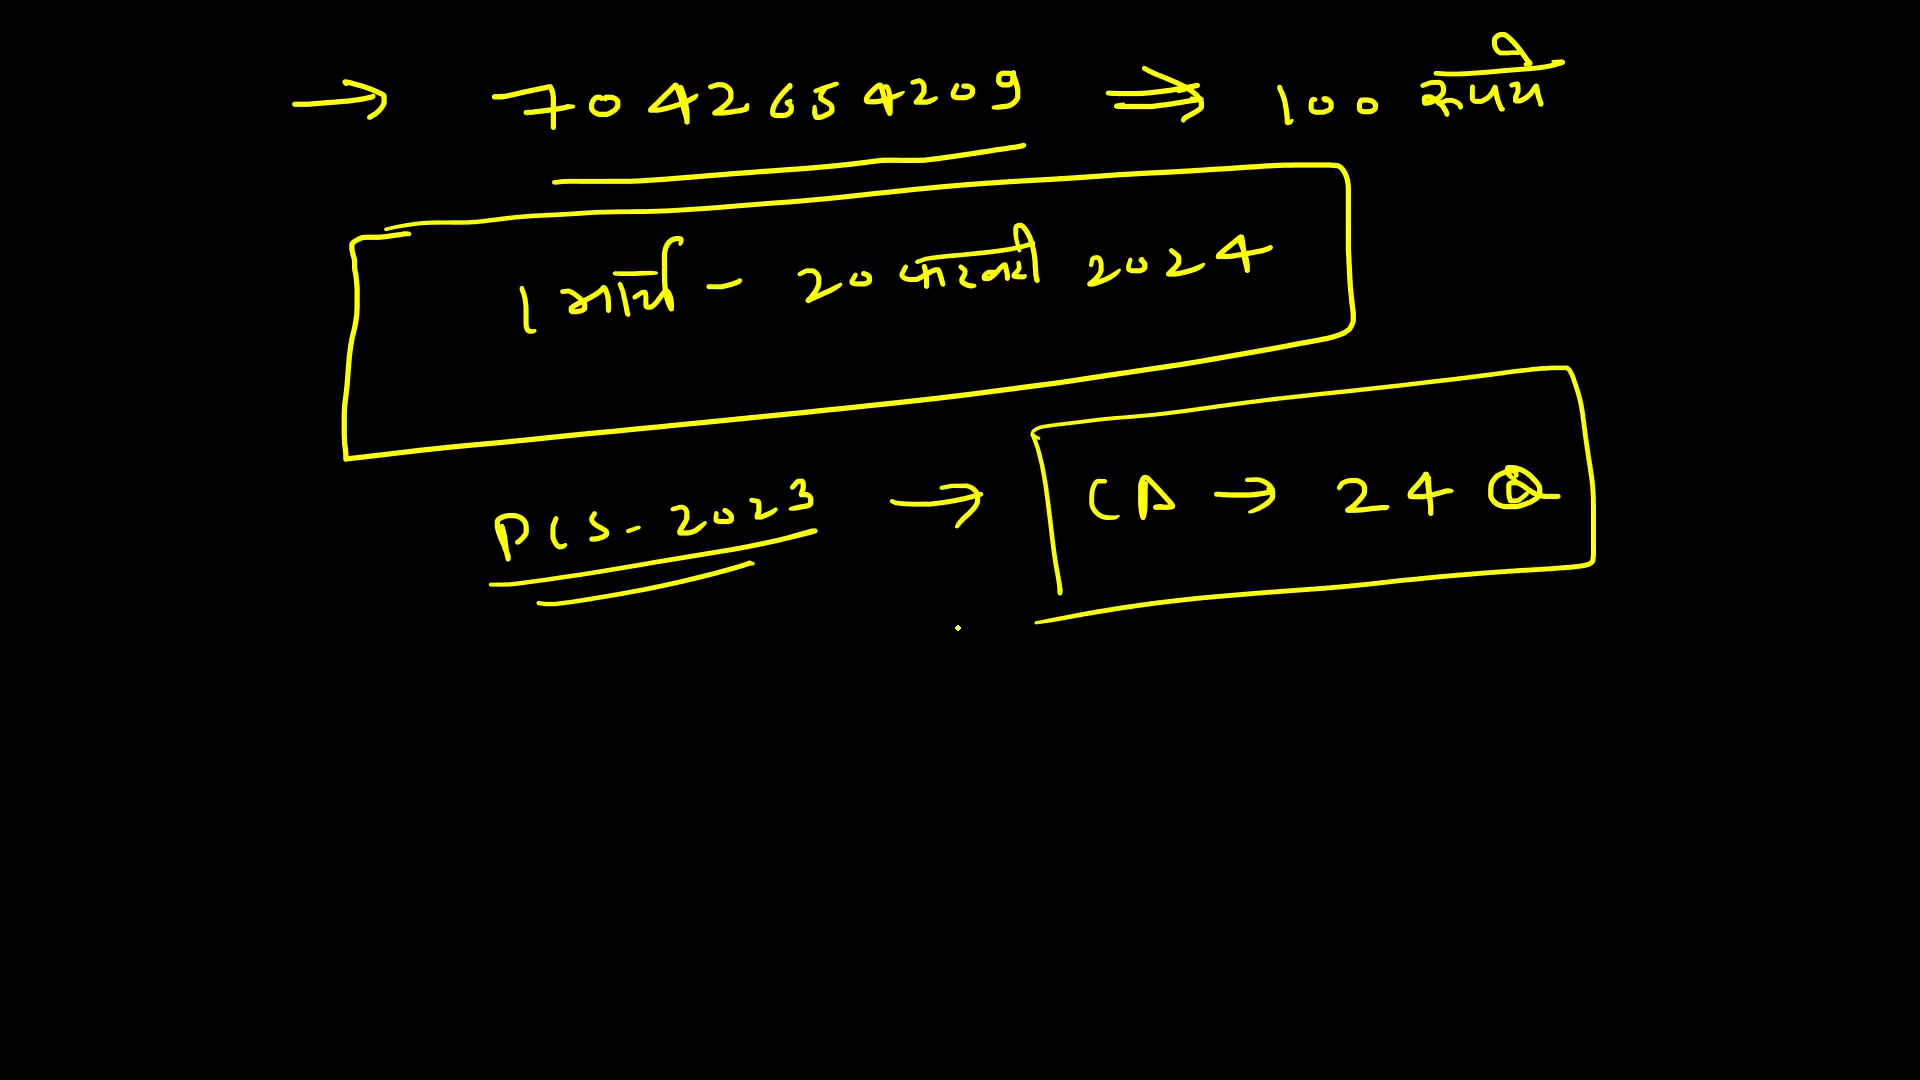 → 7042654209 ⇒ 100 रुपये
1 मार्च - 20 फरवरी 2024
PCS-2023 → CA → 24 Q